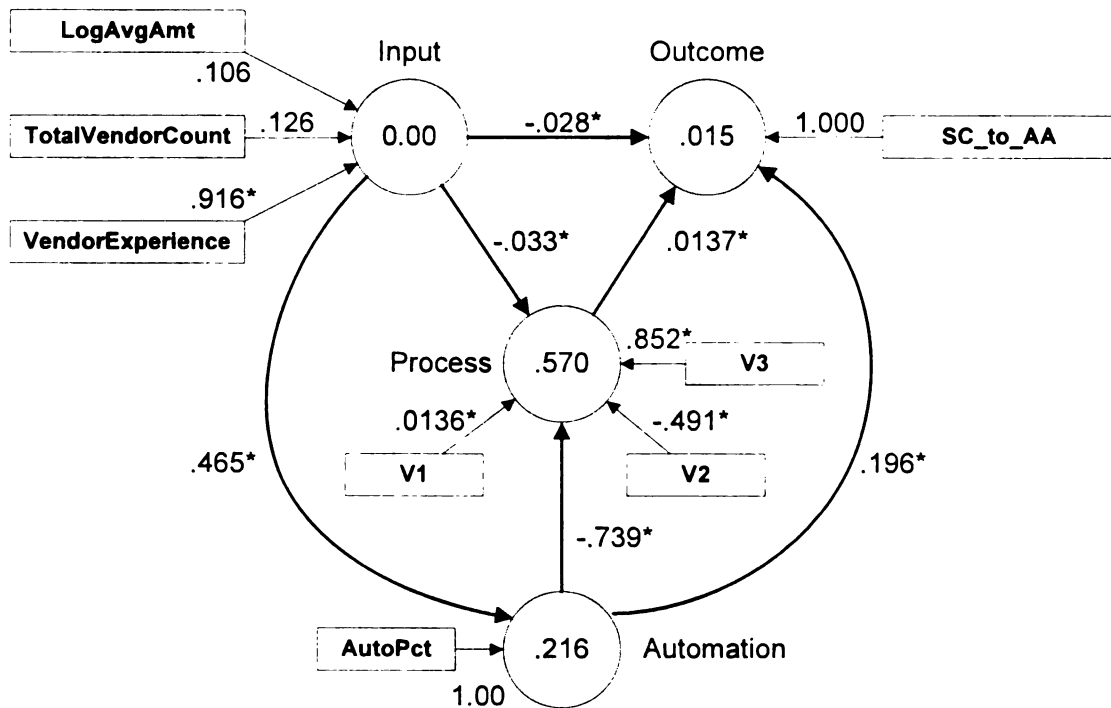 LogAvgAmt
Input
Outcome
.106
TotalVendorCount
.126
0.00
-.028*
.015
1.000
SC_to_AA
.916*
VendorExperience
-.033*
.0137*
.852*
Process
.570
V3
.0136*
-.491*
.465*
V1
V2
.196*
-.739*
AutoPct
.216
Automation
1.00